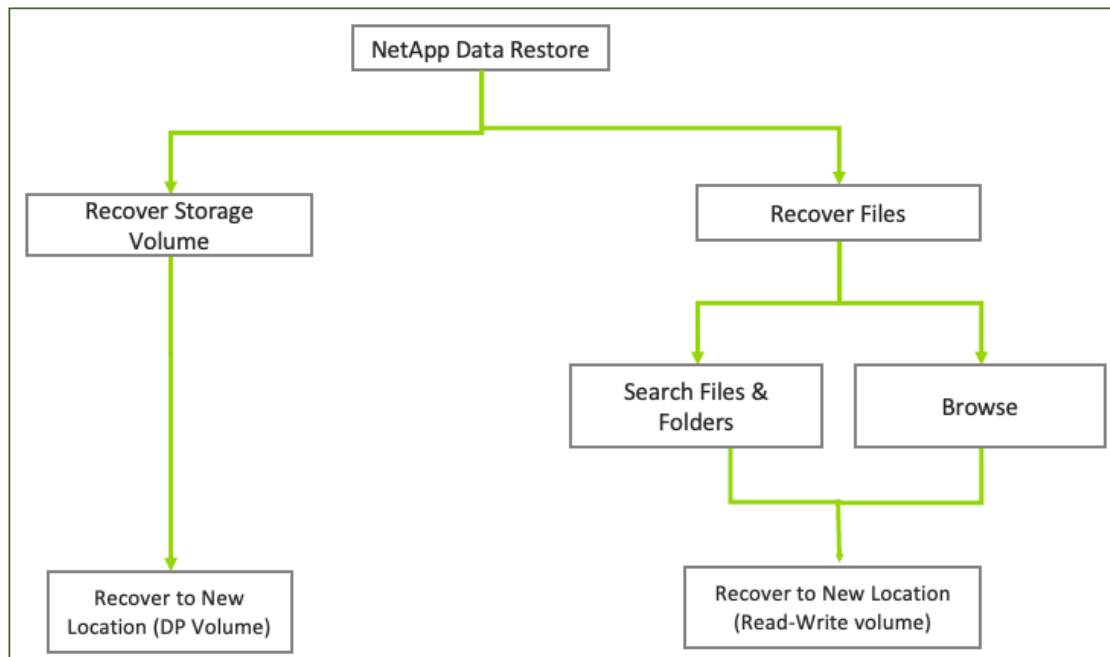 NetApp Data Restore
Recover Storage
Volume
Recover Files
Search Files &
Folders
Browse
Recover to New
Location (DP Volume)
Recover to New Location
(Read-Write volume)